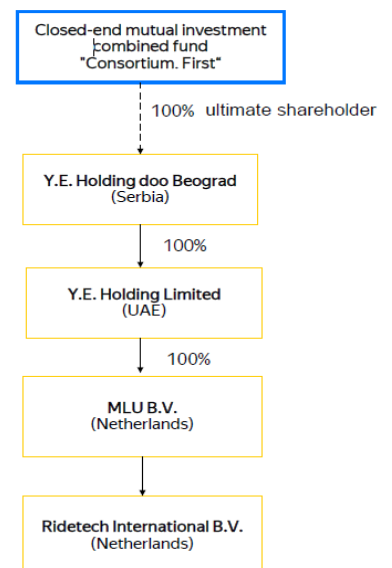 Closed-end mutual investment
combined fund
"Consortium. First"
100% ultimate shareholder
Y.E. Holding doo Beograd
(Serbia)
100%
Y.E. Holding Limited
(UAE)
100%
MLU B.V.
(Netherlands)
Ridetech International B.V.
(Netherlands)